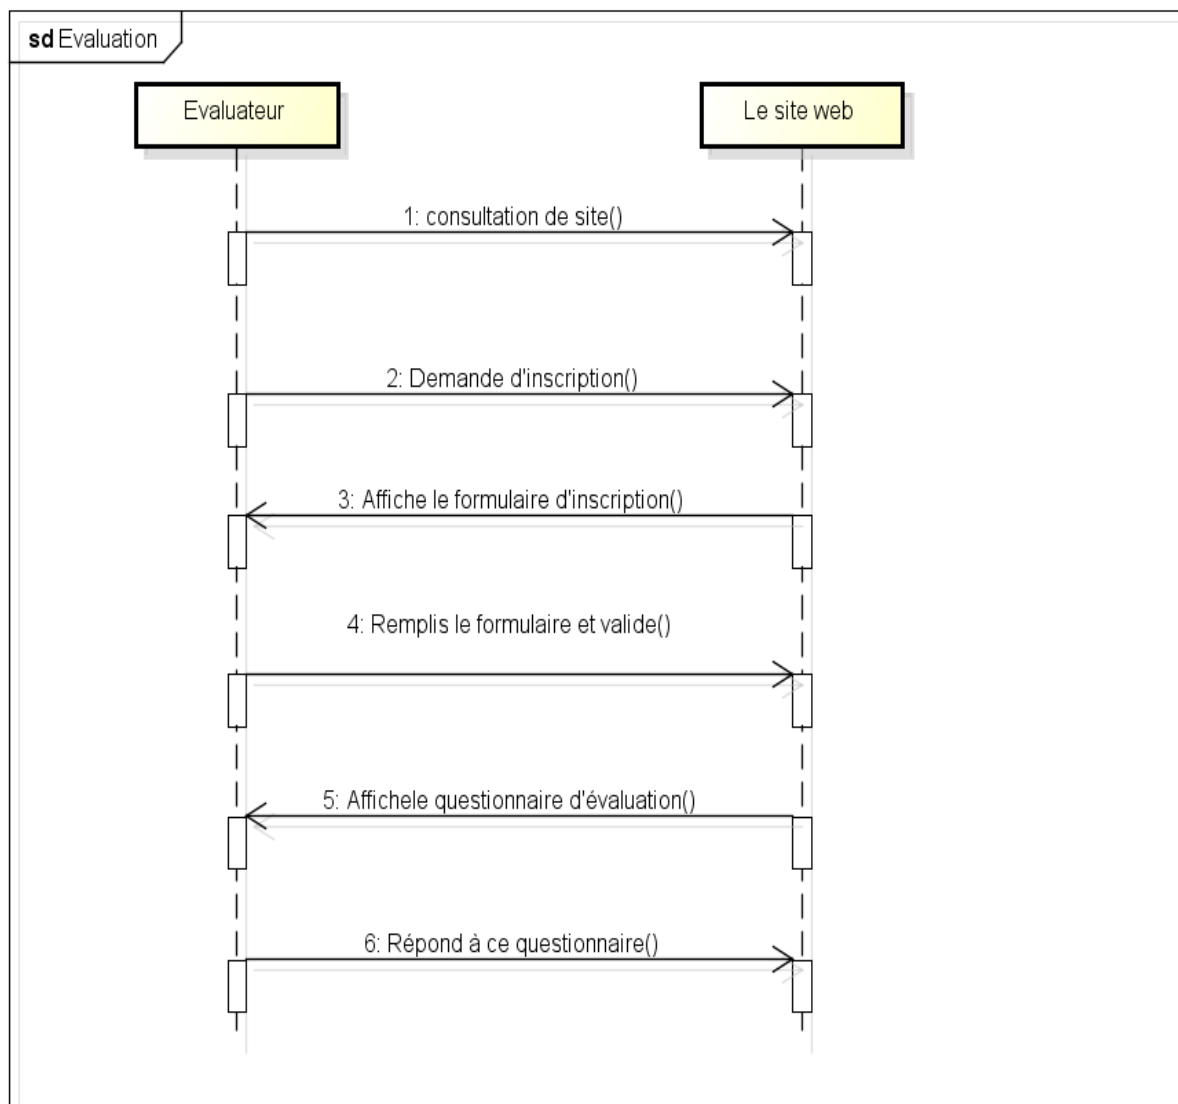 sd Evaluation
Evaluateur
Le site web
1: consultation de site()
2: Demande d'inscription()
3: Affiche le formulaire d'inscription()
4: Remplis le formulaire et valide()
5: Affichele questionnaire d'évaluation()
6: Répond à ce questionnaire()